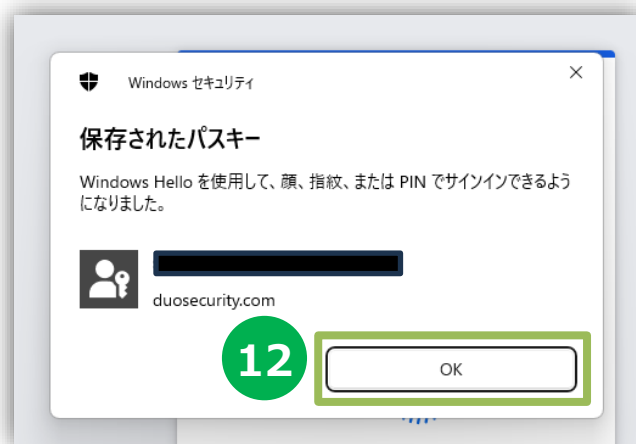 Windows セキュリティ
保存されたパスキー
Windows Hello を使用して、顔、指紋、または PIN でサインインできるよう
になりました。
duosecurity.com
12
OK